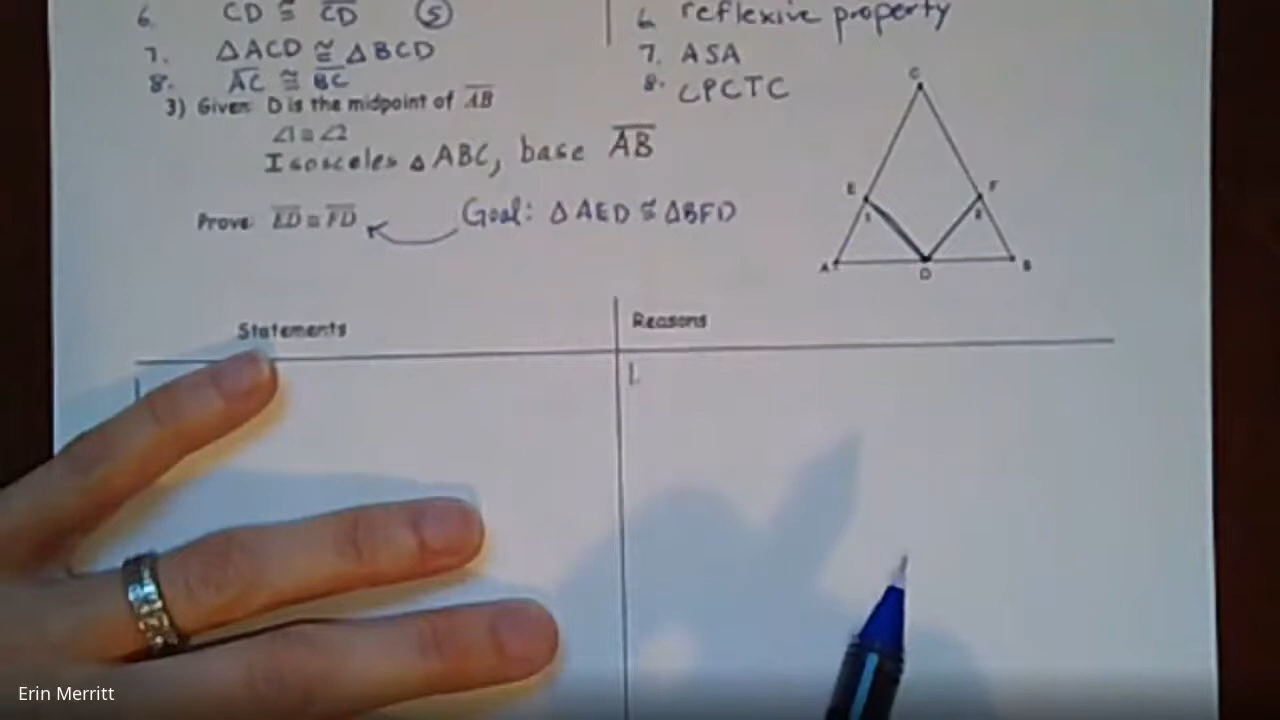 6. CD ≅ CD Ⓢ
6. reflexive property
7. △ACD ≅ △BCD
7. ASA
8. AC ≅ BC
8. CPCTC
3) Given: D is the midpoint of AB
∠1 ≅ ∠2
Isosceles △ABC, base AB
Prove: ED ≅ FD
Goal: △AED ≅ △BFD
C
E
F
1
2
A
D
B
Statements
Reasons
1.
Erin Merritt